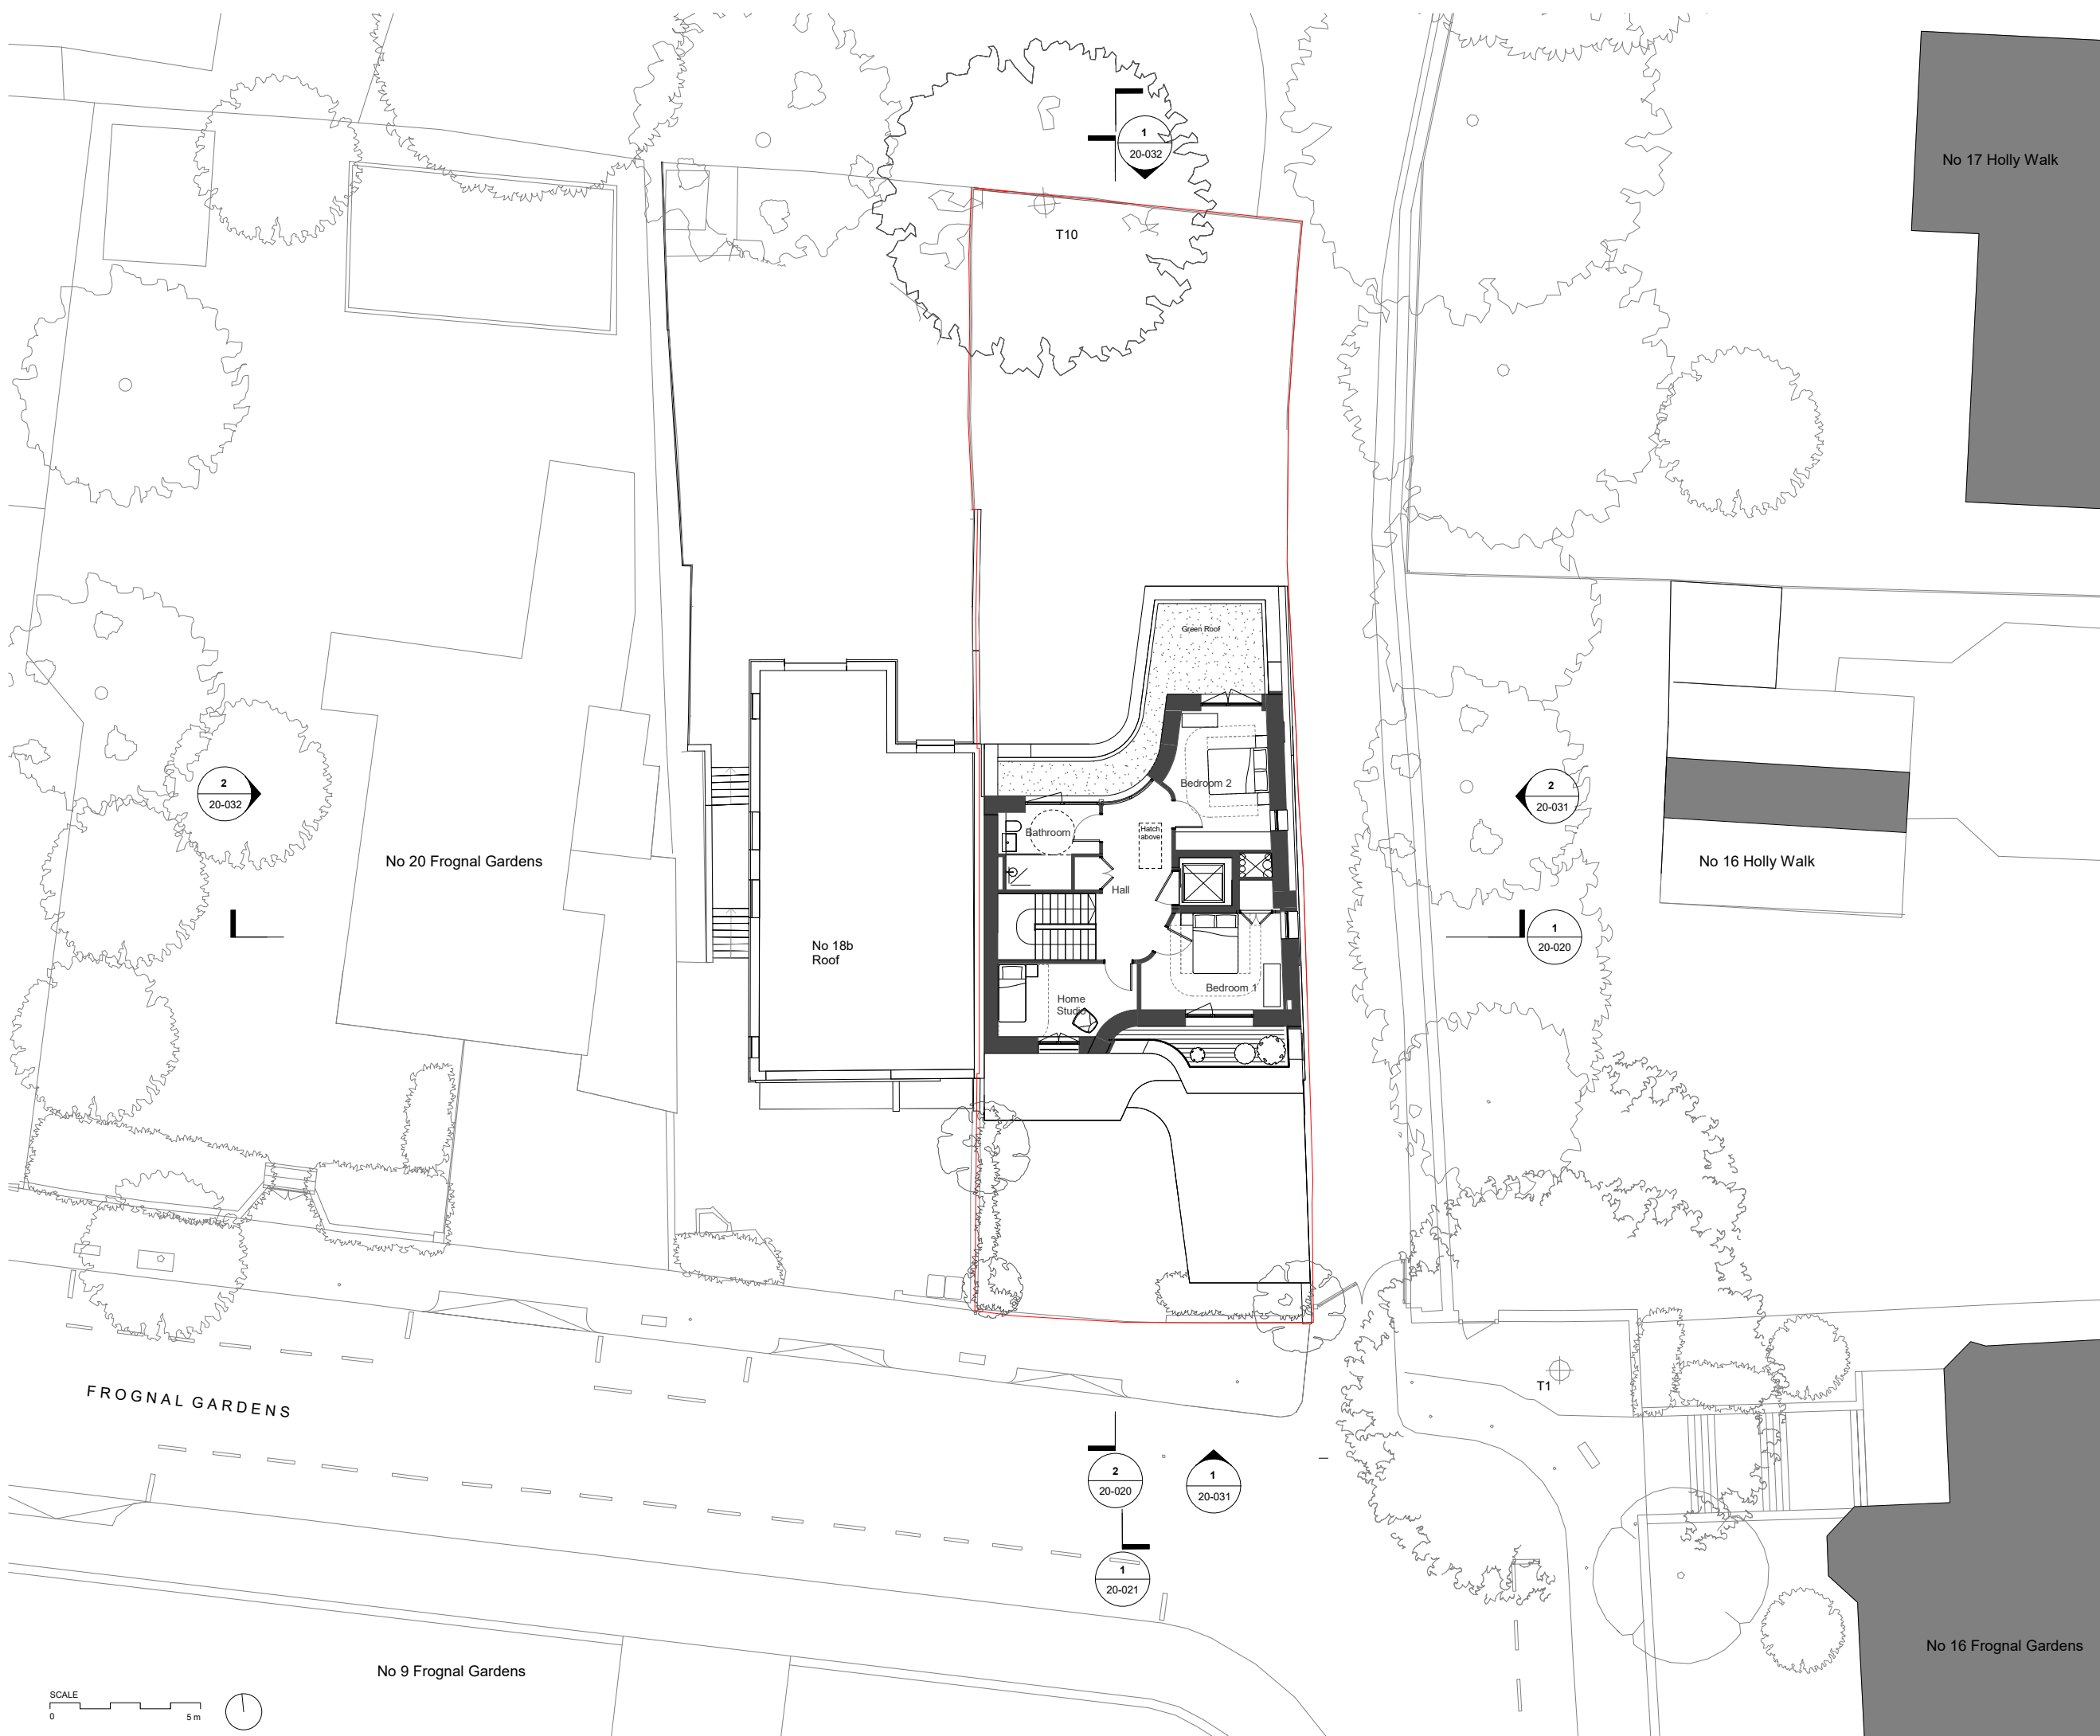 1
20-032
No 17 Holly Walk
T10
Green Roof
Bedroom 2
2
20-032
2
20-031
Bathroom
Hatch
above
No 20 Frognal Gardens
No 16 Holly Walk
Hall
1
20-020
No 18b
Roof
Bedroom 1
Home
Studio
T1
FROGNAL GARDENS
2
20-020
1
20-031
1
20-021
No 16 Frognal Gardens
No 9 Frognal Gardens
SCALE
0
5 m